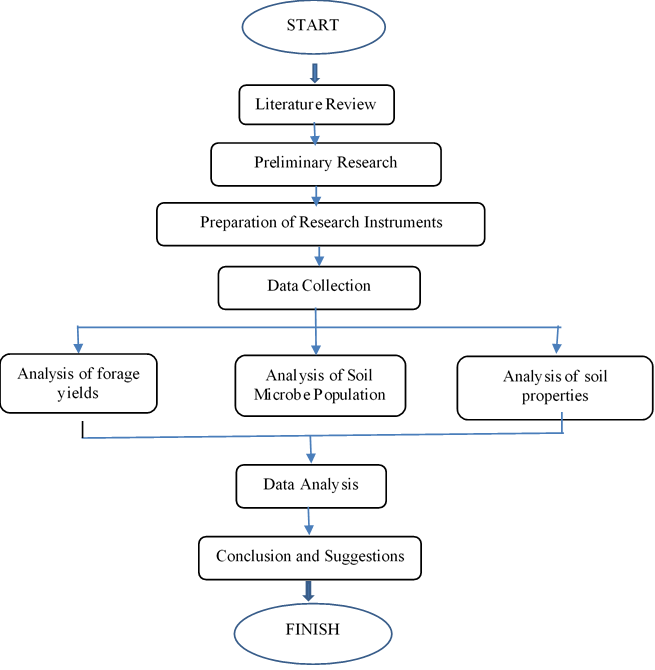 START
Literature Review
Preliminary Research
Preparation of Research Instruments
Data Collection
Analysis of forage
yields
Analysis of Soil
Microbe Population
Analysis of soil
properties
Data Analysis
Conclusion and Suggestions
FINISH